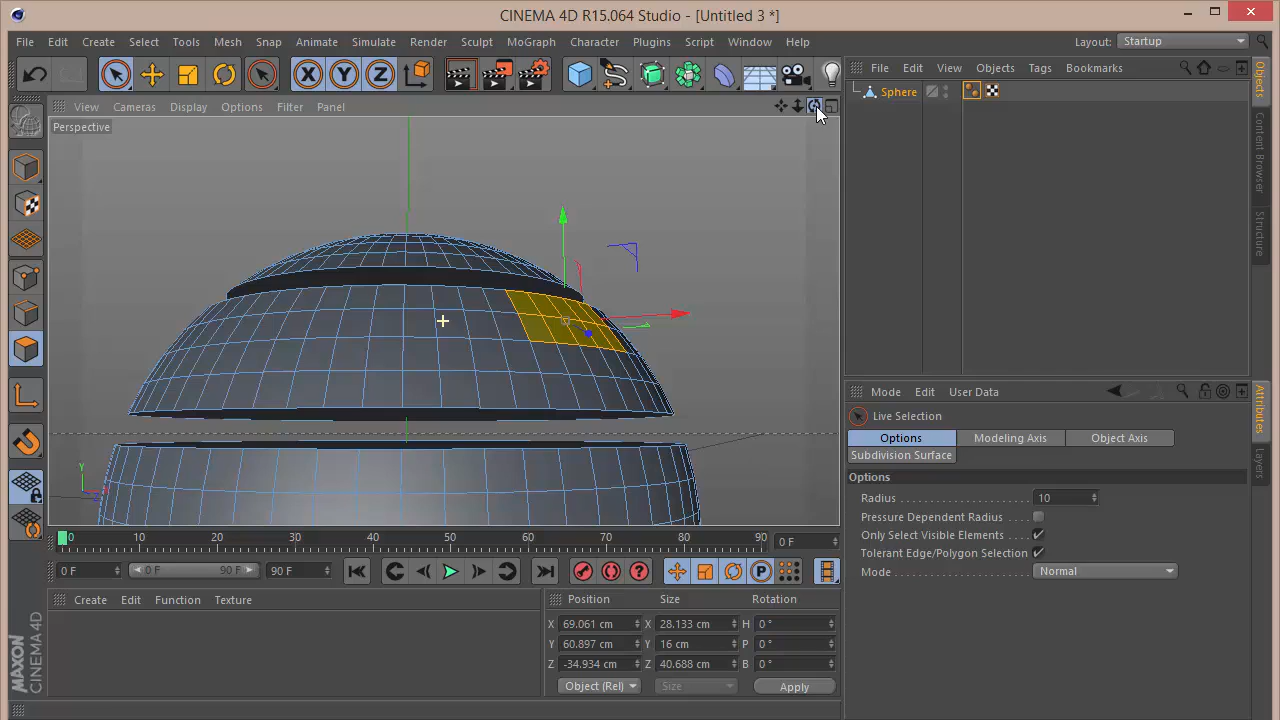 CINEMA 4D R15.064 Studio - [Untitled 3 *]
File Edit Create Select Tools Mesh Snap Animate Simulate Render Sculpt MoGraph Character Plugins Script Window Help Layout: Startup
X Y Z
File Edit View Objects Tags Bookmarks
Sphere
View Cameras Display Options Filter Panel
Perspective
Y
Objects
Content Browser
Structure
Mode Edit User Data
Live Selection
Options Modeling Axis Object Axis
Subdivision Surface
Options
Radius 10
Pressure Dependent Radius
Only Select Visible Elements
Tolerant Edge/Polygon Selection
Mode Normal
Attributes
Layers
0 10 20 30 40 50 60 70 80 90 0 F
0 F 0 F 90 F 90 F P
Create Edit Function Texture
Position Size Rotation
X 69.061 cm X 28.133 cm H 0 °
Y 60.897 cm Y 16 cm P 0 °
Z -34.934 cm Z 40.688 cm B 0 °
Object (Rel) Size Apply
MAXON
CINEMA 4D